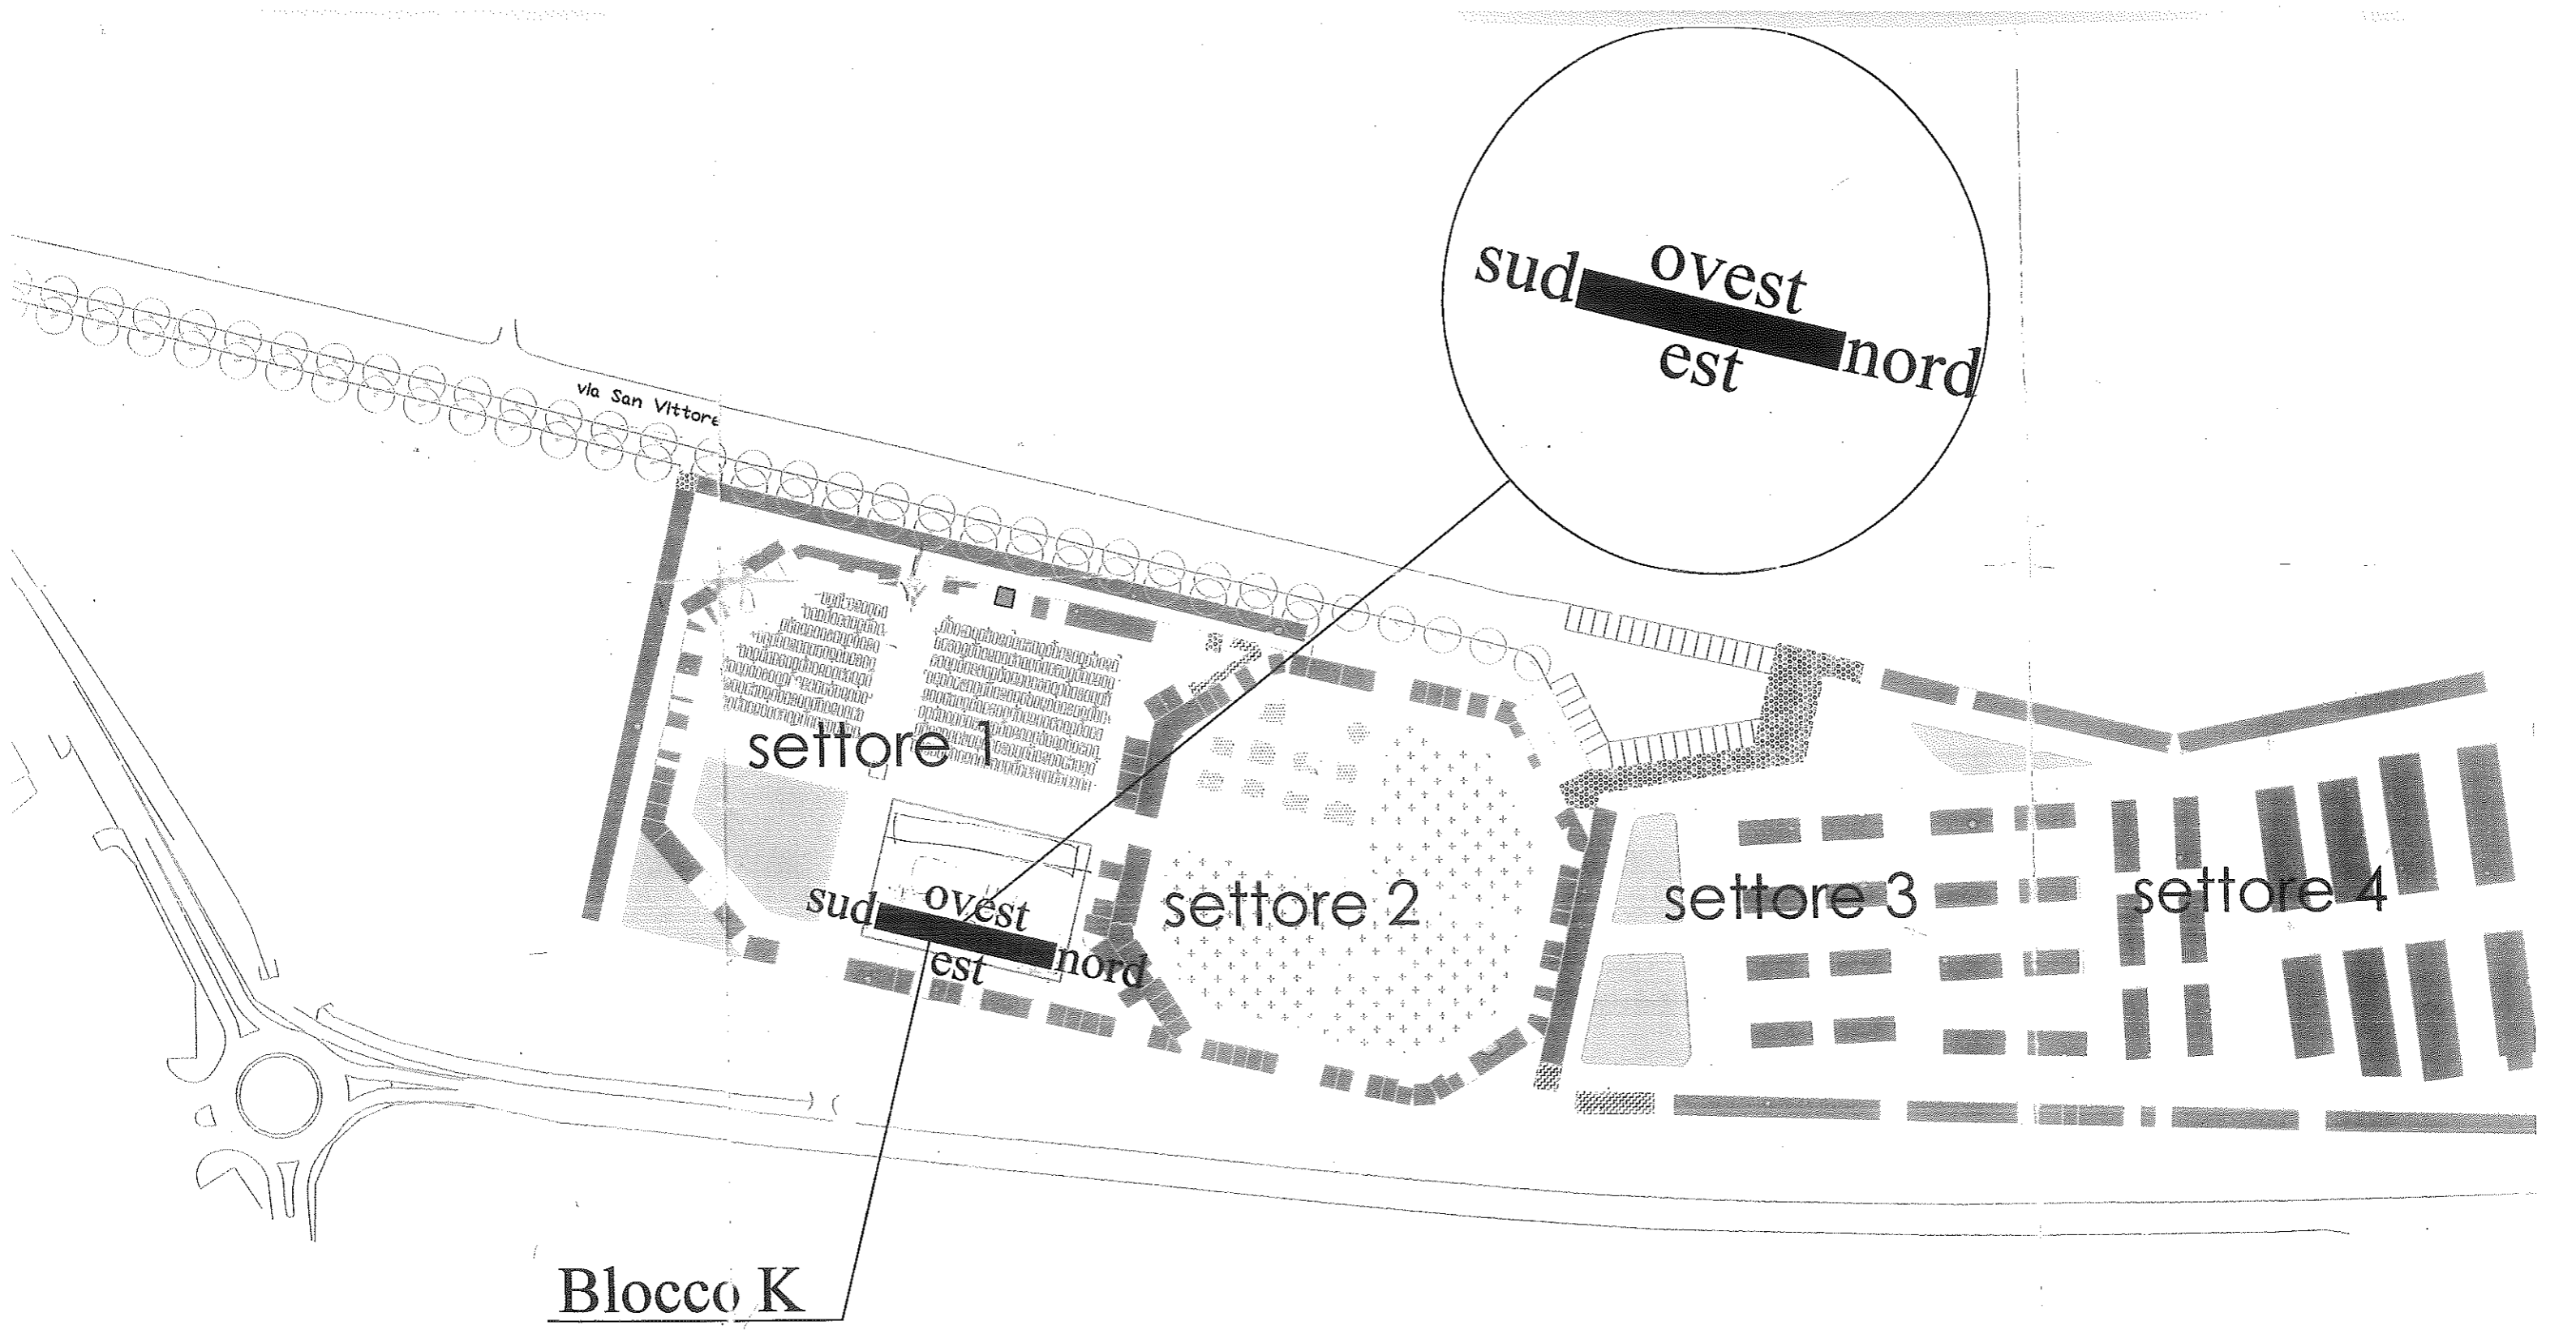 ovest
sud
est
nord
via San Vittore
settore 1
settore 2
settore 3
settore 4
ovest
sud
est
nord
Blocco K